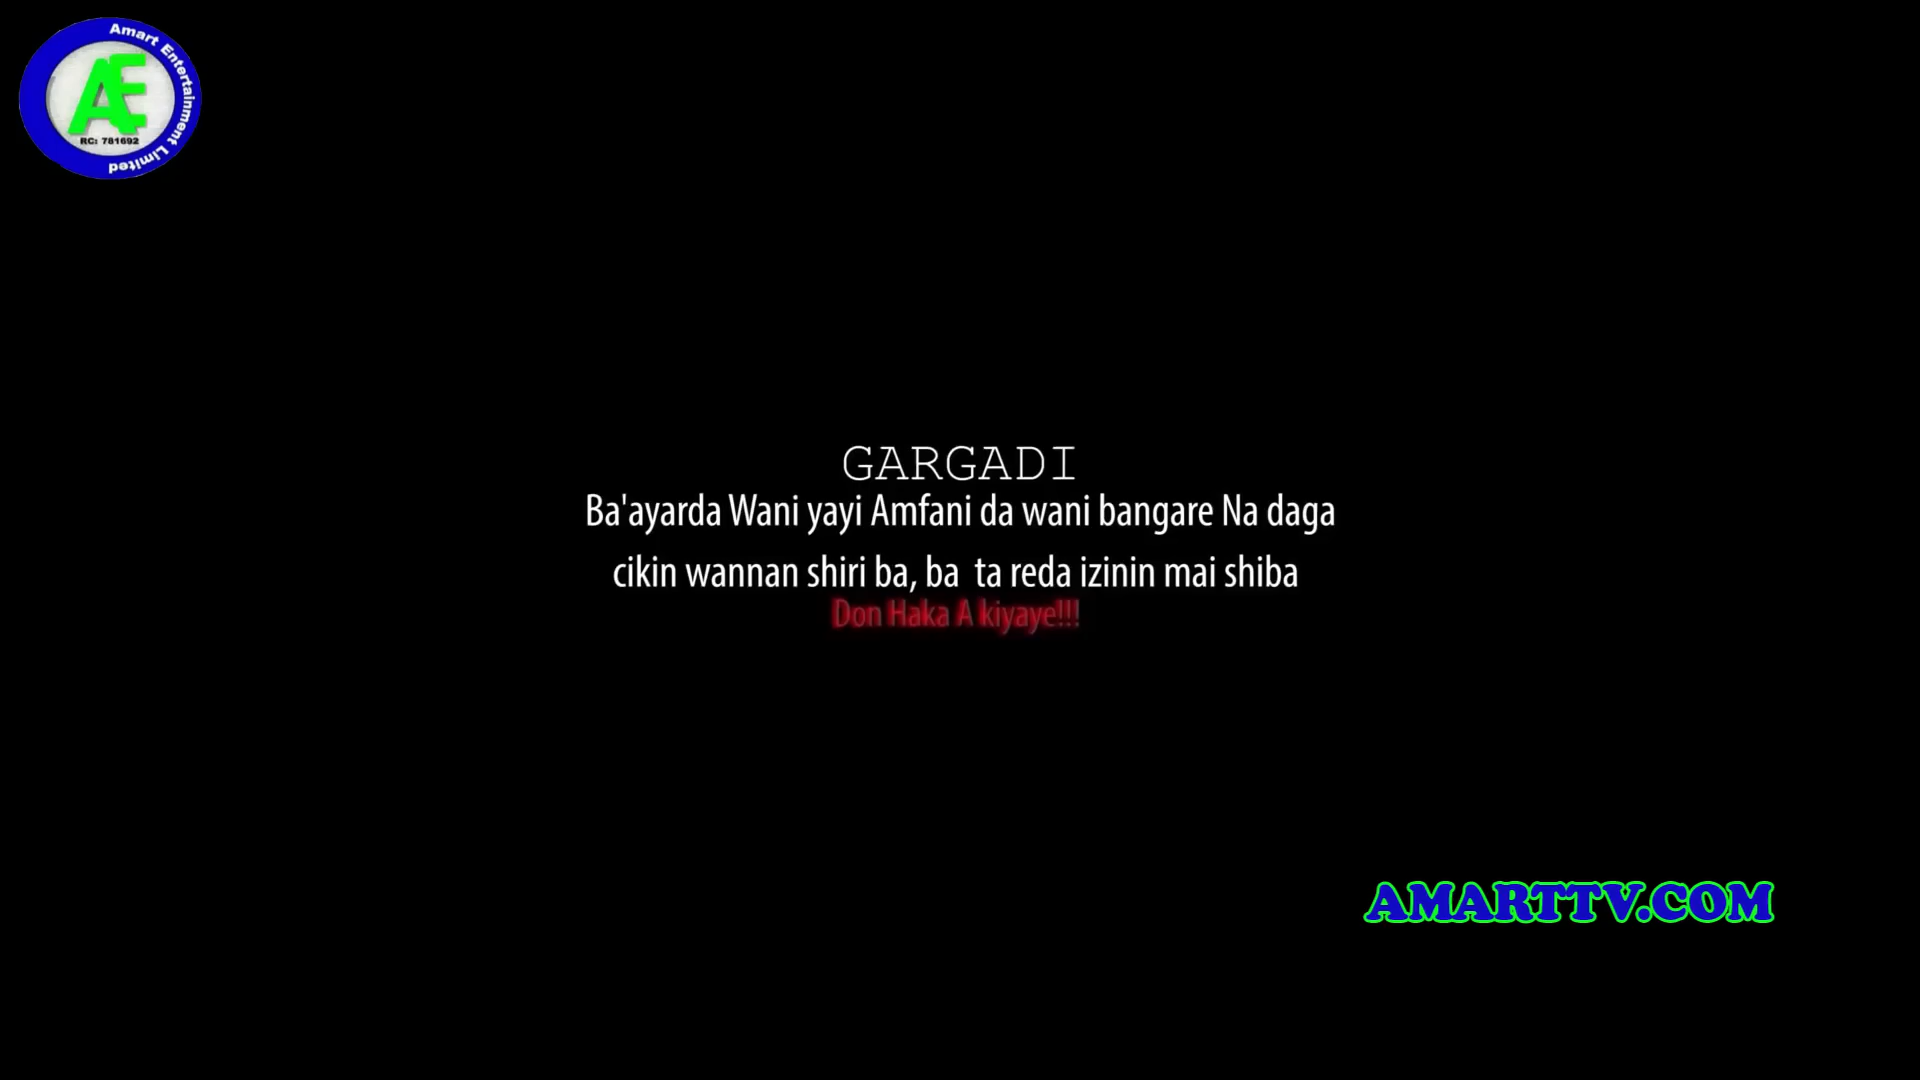 Amart Entertainment Limited
AE
RC: 781692
GARGADI
Ba'ayarda Wani yayi Amfani da wani bangare Na daga
cikin wannan shiri ba, ba ta reda izinin mai shiba
Don Haka A kiyaye!!!
AMARTTV.COM